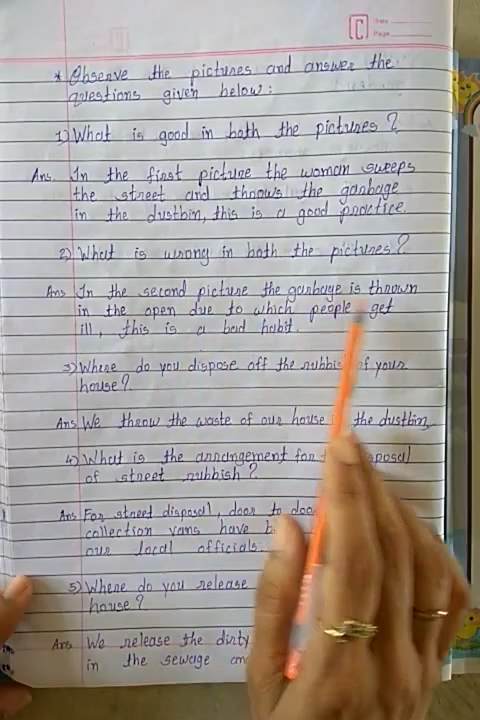 C Date
Page
* Observe the pictures and answer the
questions given below:
1) What is good in both the pictures?
Ans. In the first picture the woman sweeps
the street and throws the garbage
in the dustbin, this is a good practice.
2) What is wrong in both the pictures?
Ans In the second picture the garbage is thrown
in the open due to which people get
ill, this is a bad habit.
3) Where do you dispose off the of your
house?
Ans We throw the waste of our house the dustbin.
4) What is the arrangement for
of street rubbish?
Ans For street disposal, door to
collection vans have
our local officials.
5) Where do you release
house?
Ans We release the dirty
in the sewage